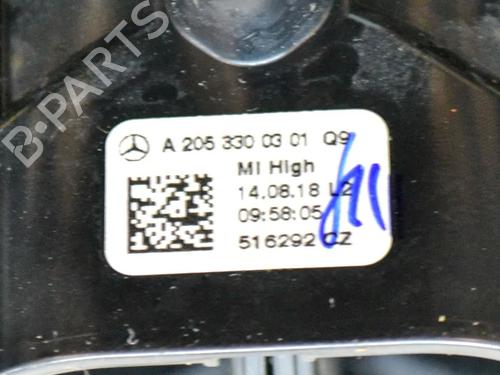 B-PARTS
A 205 330 03 01 Q9
MI High
14.08.18 L2
09:58:05
516292 CZ